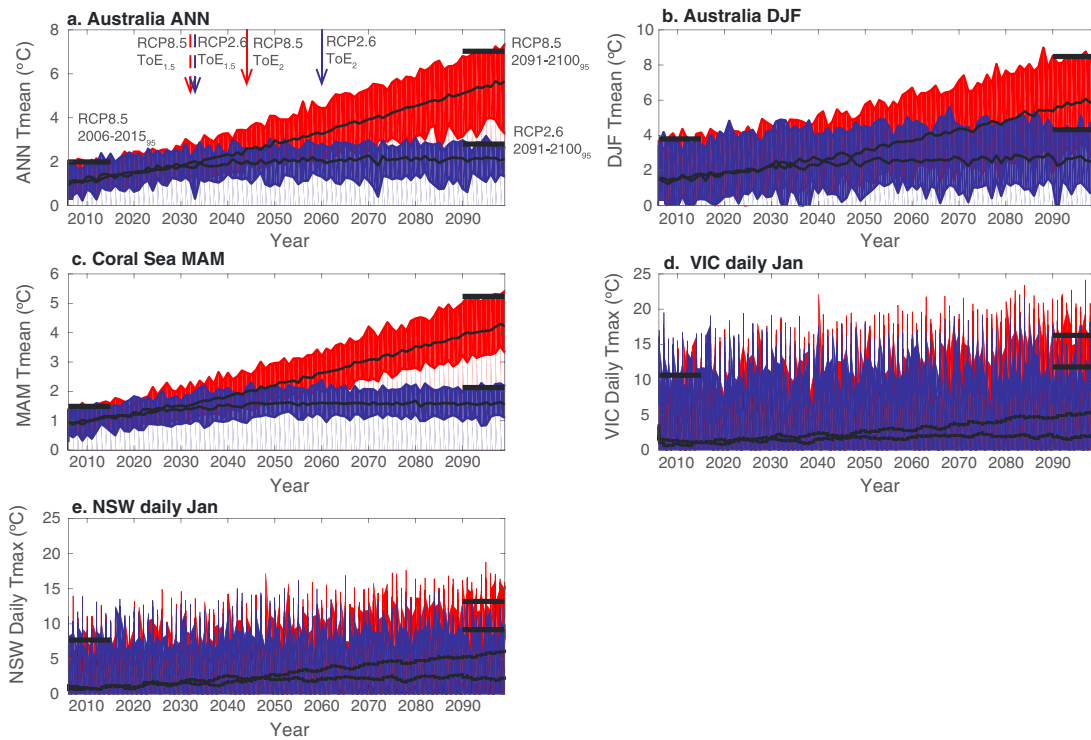 a. Australia ANN
ANN Tmean (°C)
8
6
4
2
0
RCP8.5
2006-2015₉₅
RCP8.5
ToE₁.₅
RCP2.6
ToE₁.₅
RCP8.5
ToE₂
RCP2.6
ToE₂
RCP8.5
2091-2100₉₅
RCP2.6
2091-2100₉₅
2010 2020 2030 2040 2050 2060 2070 2080 2090
Year
b. Australia DJF
DJF Tmean (°C)
10
8
6
4
2
0
2010 2020 2030 2040 2050 2060 2070 2080 2090
Year
c. Coral Sea MAM
MAM Tmean (°C)
6
5
4
3
2
1
0
2010 2020 2030 2040 2050 2060 2070 2080 2090
Year
d. VIC daily Jan
VIC Daily Tmax (°C)
25
20
15
10
5
0
2010 2020 2030 2040 2050 2060 2070 2080 2090
Year
e. NSW daily Jan
NSW Daily Tmax (°C)
25
20
15
10
5
0
2010 2020 2030 2040 2050 2060 2070 2080 2090
Year